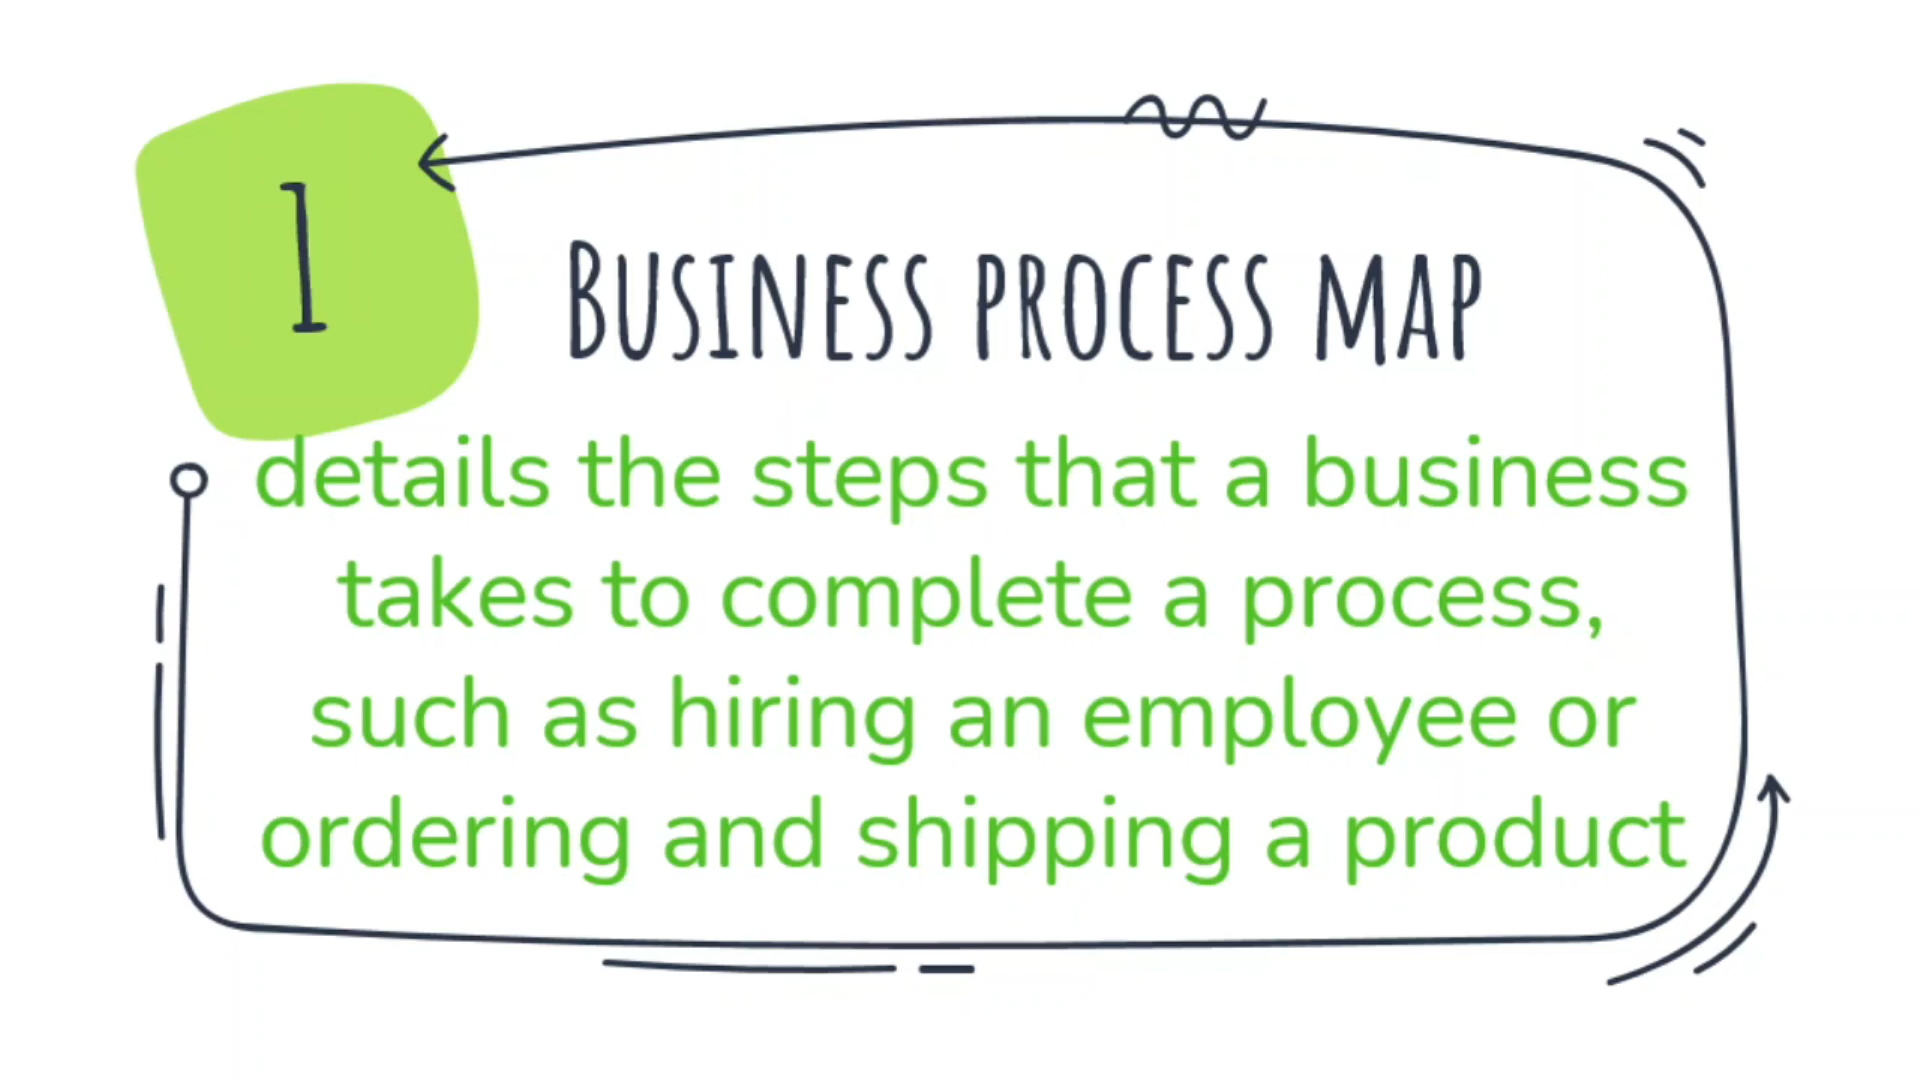 1
Business process map
details the steps that a business
takes to complete a process,
such as hiring an employee or
ordering and shipping a product